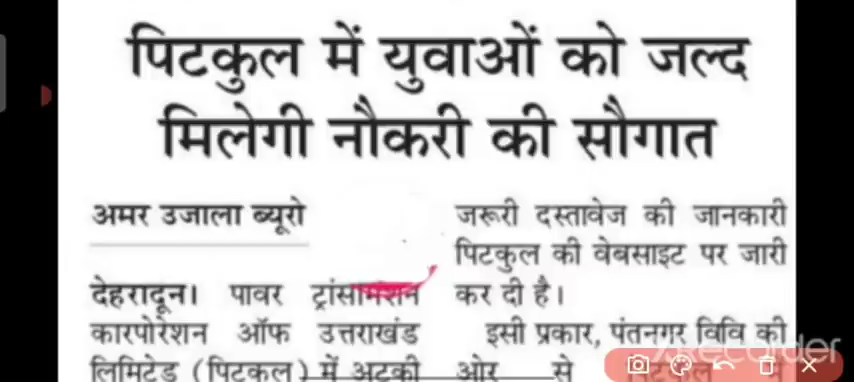 पिटकुल में युवाओं को जल्द
मिलेगी नौकरी की सौगात
अमर उजाला ब्यूरो
देहरादून। पावर ट्रांसमिशन
कारपोरेशन ऑफ उत्तराखंड
लिमिटेड (पिटकुल) में अटकी
जरूरी दस्तावेज की जानकारी
पिटकुल की वेबसाइट पर जारी
कर दी है।
इसी प्रकार, पंतनगर विवि की
ओर से पिटकुल